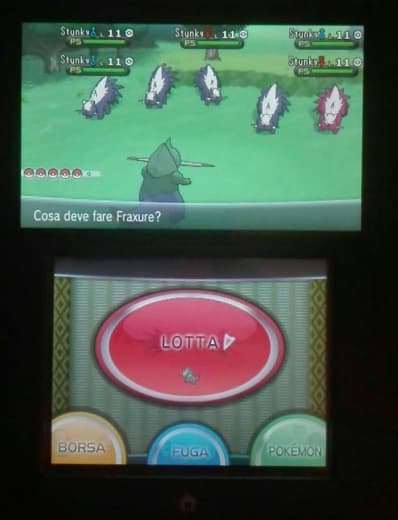 Stunky♂ L.11
PS
Stunky♀ L.11
PS
Stunky♂ L.11
PS
Stunky♂ L.11
PS
Stunky♀ L.11
PS
Cosa deve fare Fraxure?
LOTTA
BORSA
FUGA
POKÉMON